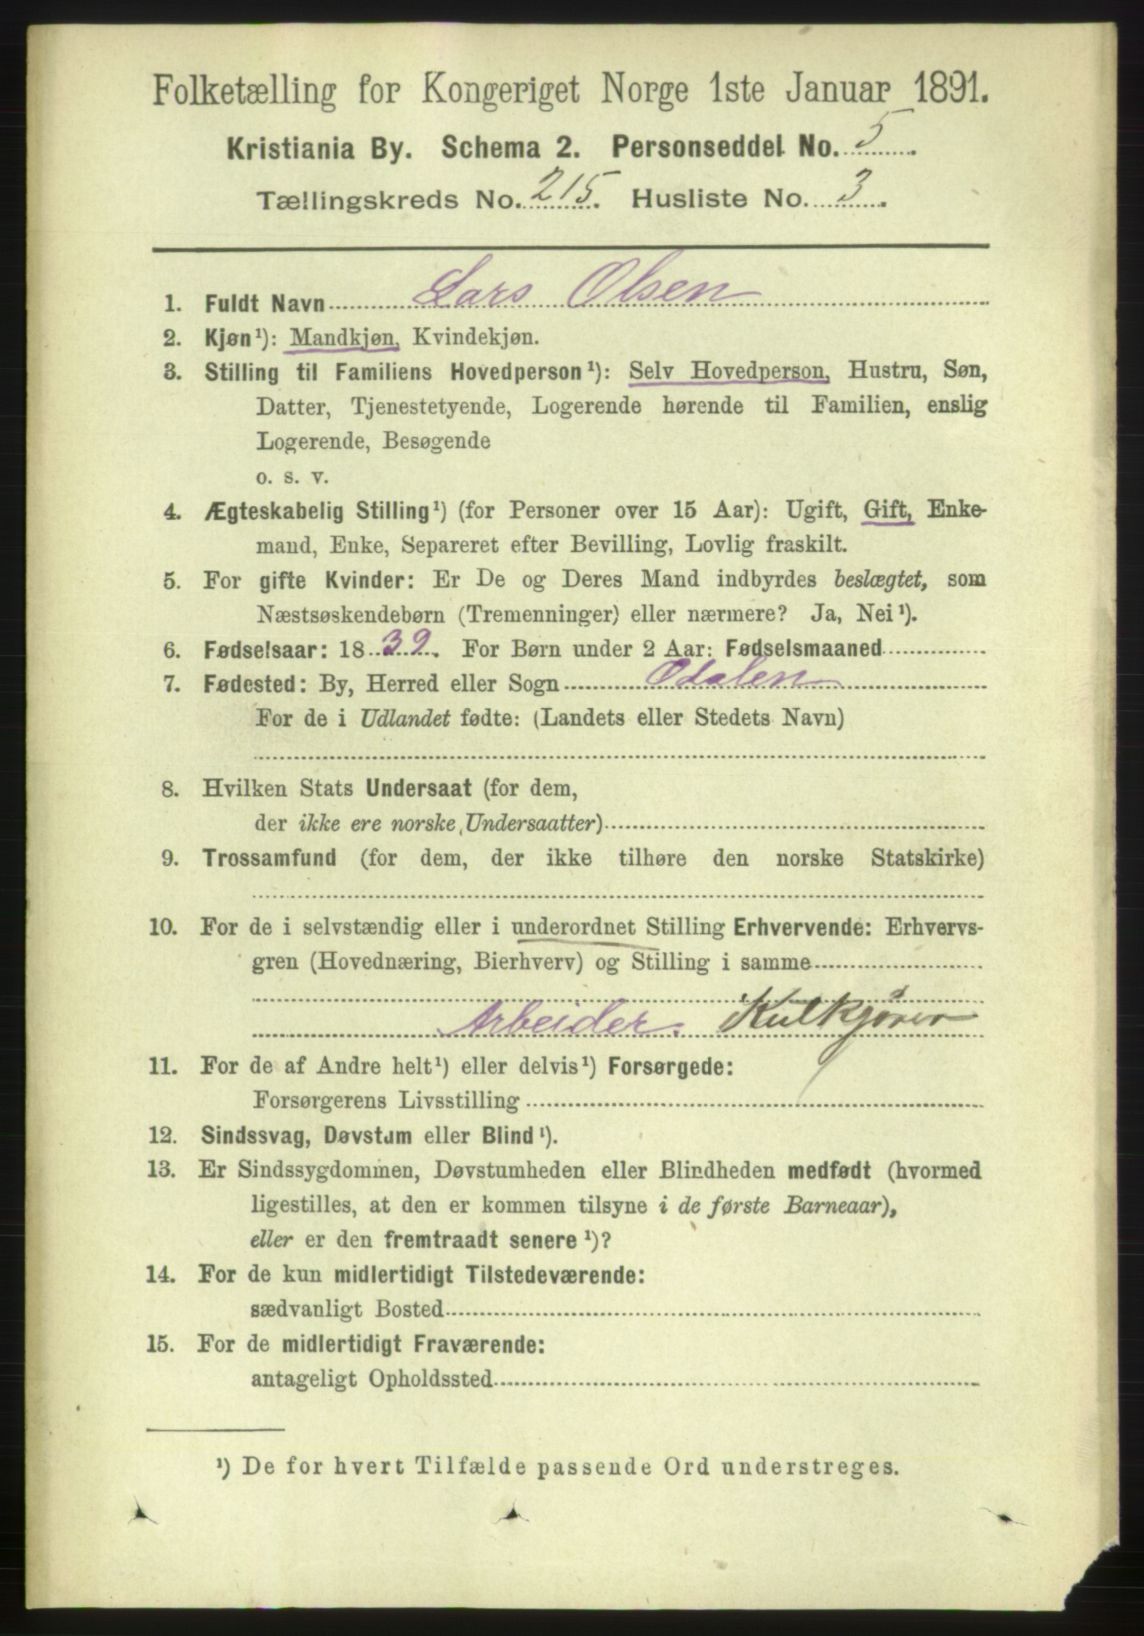 Folketælling for Kongeriget Norge 1ste Januar 1891.
Kristiania By. Schema 2. Personseddel No. 5.
Tællingskreds No. 215. Husliste No. 3.
1. Fuldt Navn Lars Olsen
2. Kjøn¹): Mandkjøn, Kvindekjøn.
3. Stilling til Familiens Hovedperson¹): Selv Hovedperson, Hustru, Søn,
Datter, Tjenestetyende, Logerende hørende til Familien, enslig
Logerende, Besøgende
o. s. v.
4. Ægteskabelig Stilling¹) (for Personer over 15 Aar): Ugift, Gift, Enke-
mand, Enke, Separeret efter Bevilling, Lovlig fraskilt.
5. For gifte Kvinder: Er De og Deres Mand indbyrdes beslægtet, som
Næstsøskendebørn (Tremenninger) eller nærmere? Ja, Nei¹).
6. Fødselsaar: 1839. For Børn under 2 Aar: Fødselsmaaned
7. Fødested: By, Herred eller Sogn Odalen
For de i Udlandet fødte: (Landets eller Stedets Navn)
8. Hvilken Stats Undersaat (for dem,
der ikke ere norske Undersaatter)
9. Trossamfund (for dem, der ikke tilhøre den norske Statskirke)
10. For de i selvstændig eller i underordnet Stilling Erhvervende: Erhvervs-
gren (Hovednæring, Bierhverv) og Stilling i samme
Arbeider. Kulkjører
11. For de af Andre helt¹) eller delvis¹) Forsørgede:
Forsørgerens Livsstilling
12. Sindssvag, Døvstum eller Blind¹).
13. Er Sindssygdommen, Døvstumheden eller Blindheden medfødt (hvormed
ligestilles, at den er kommen tilsyne i de første Barneaar),
eller er den fremtraadt senere¹)?
14. For de kun midlertidigt Tilstedeværende:
sædvanligt Bosted
15. For de midlertidigt Fraværende:
antageligt Opholdssted
¹) De for hvert Tilfælde passende Ord understreges.